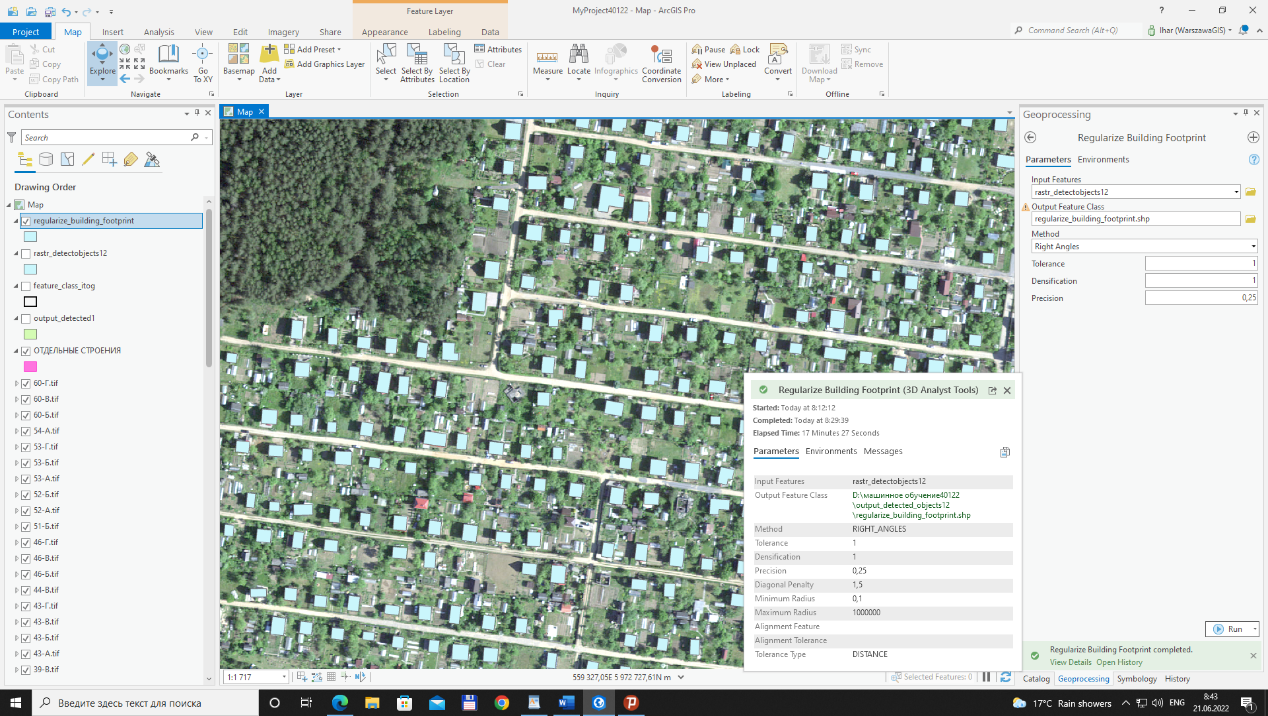 Feature Layer
MyProject40122 - Map - ArcGIS Pro
?
Project Map Insert Analysis View Edit Imagery Share Appearance Labeling Data
Command Search (Alt+Q)
Ihar (WarszawaGIS)
Paste
Cut
Copy
Copy Path
Clipboard
Explore
Bookmarks
Go To XY
Navigate
Basemap
Add Data
Add Preset
Add Graphics Layer
Layer
Select
Select By Attributes
Select By Location
Attributes
Clear
Selection
Measure
Locate
Infographics
Coordinate Conversion
Inquiry
Pause
Lock
View Unplaced
More
Convert
Labeling
Download Map
Sync
Remove
Offline
Contents
Search
Drawing Order
Map
regularize_building_footprint
rastr_detectobjects12
feature_class_itog
output_detected1
ОТДЕЛЬНЫЕ СТРОЕНИЯ
60-Г.tif
60-В.tif
60-Б.tif
54-А.tif
53-Г.tif
53-Б.tif
53-А.tif
52-Б.tif
52-А.tif
51-Б.tif
46-Г.tif
46-В.tif
46-Б.tif
44-В.tif
43-Г.tif
43-В.tif
43-Б.tif
43-А.tif
39-В.tif
Map
1:1 717
559 327,05E 5 972 727,61N m
Selected Features: 0
Regularize Building Footprint (3D Analyst Tools)
Started: Today at 8:12:12
Completed: Today at 8:29:39
Elapsed Time: 17 Minutes 27 Seconds
Parameters Environments Messages
Input Features rastr_detectobjects12
Output Feature Class D:\машинное обучение40122
\output_detected_objects12
\regularize_building_footprint.shp
Method RIGHT_ANGLES
Tolerance 1
Densification 1
Precision 0,25
Diagonal Penalty 1,5
Minimum Radius 0,1
Maximum Radius 1000000
Alignment Feature
Alignment Tolerance
Tolerance Type DISTANCE
Geoprocessing
Regularize Building Footprint
Parameters Environments
?
Input Features
rastr_detectobjects12
Output Feature Class
regularize_building_footprint.shp
Method
Right Angles
Tolerance 1
Densification 1
Precision 0,25
Run
Regularize Building Footprint completed.
View Details Open History
Catalog Geoprocessing Symbology History
Введите здесь текст для поиска
17°C Rain showers
ENG
8:43
21.06.2022
1